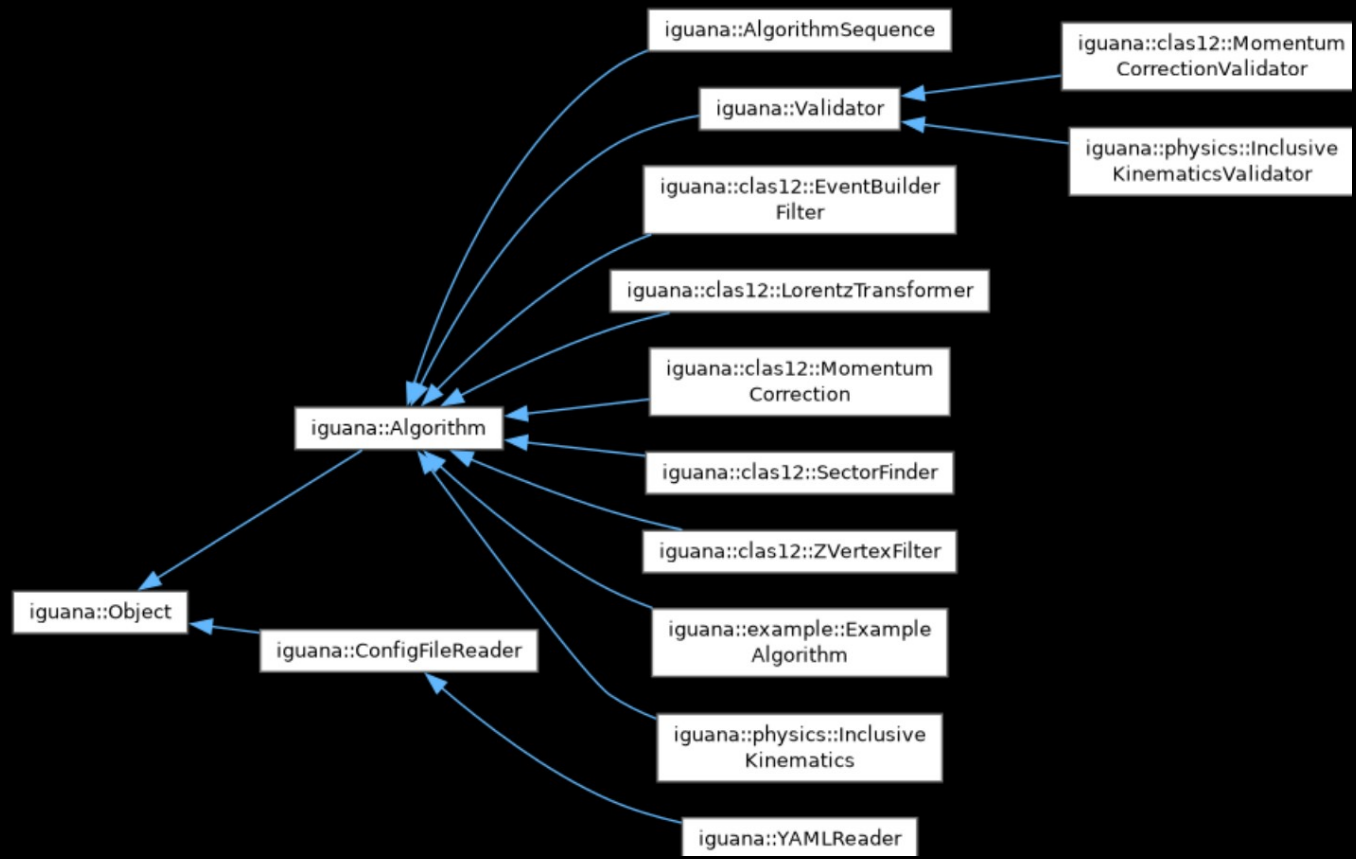 iguana::AlgorithmSequence
iguana::clas12::Momentum
CorrectionValidator
iguana::Validator
iguana::physics::Inclusive
KinematicsValidator
iguana::clas12::EventBuilder
Filter
iguana::clas12::LorentzTransformer
iguana::clas12::Momentum
Correction
iguana::Algorithm
iguana::clas12::SectorFinder
iguana::clas12::ZVertexFilter
iguana::Object
iguana::example::Example
Algorithm
iguana::ConfigFileReader
iguana::physics::Inclusive
Kinematics
iguana::YAMLReader